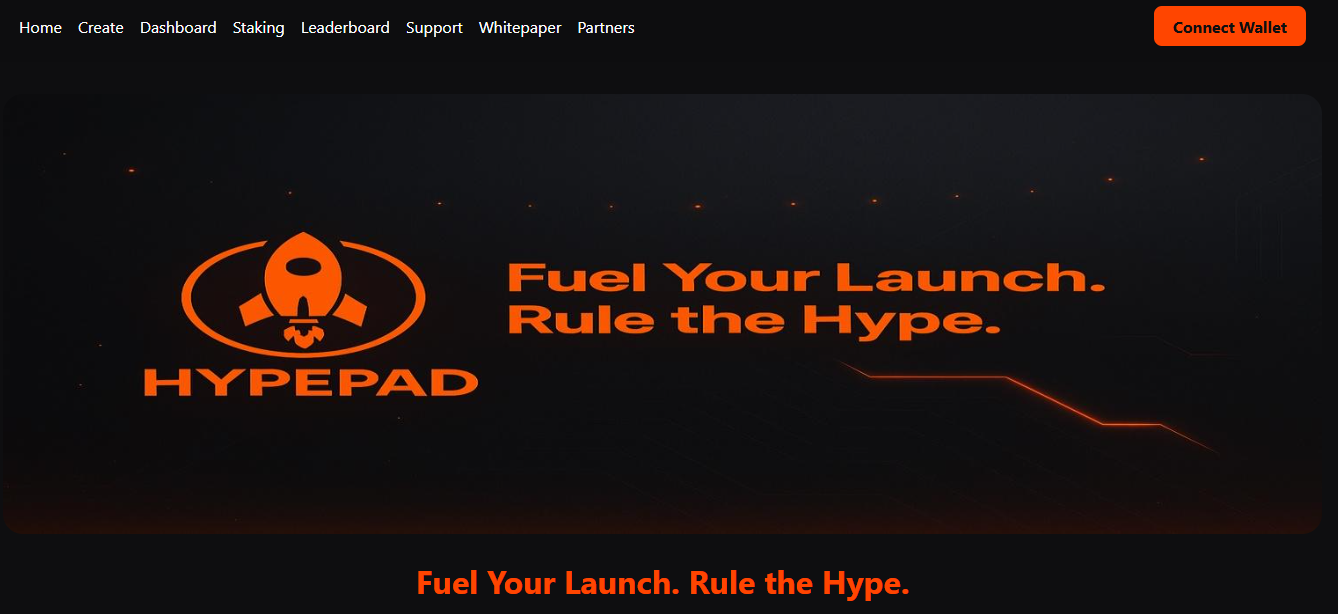 Home Create Dashboard Staking Leaderboard Support Whitepaper Partners Connect Wallet
Fuel Your Launch.
Rule the Hype.
HYPEPAD
Fuel Your Launch. Rule the Hype.